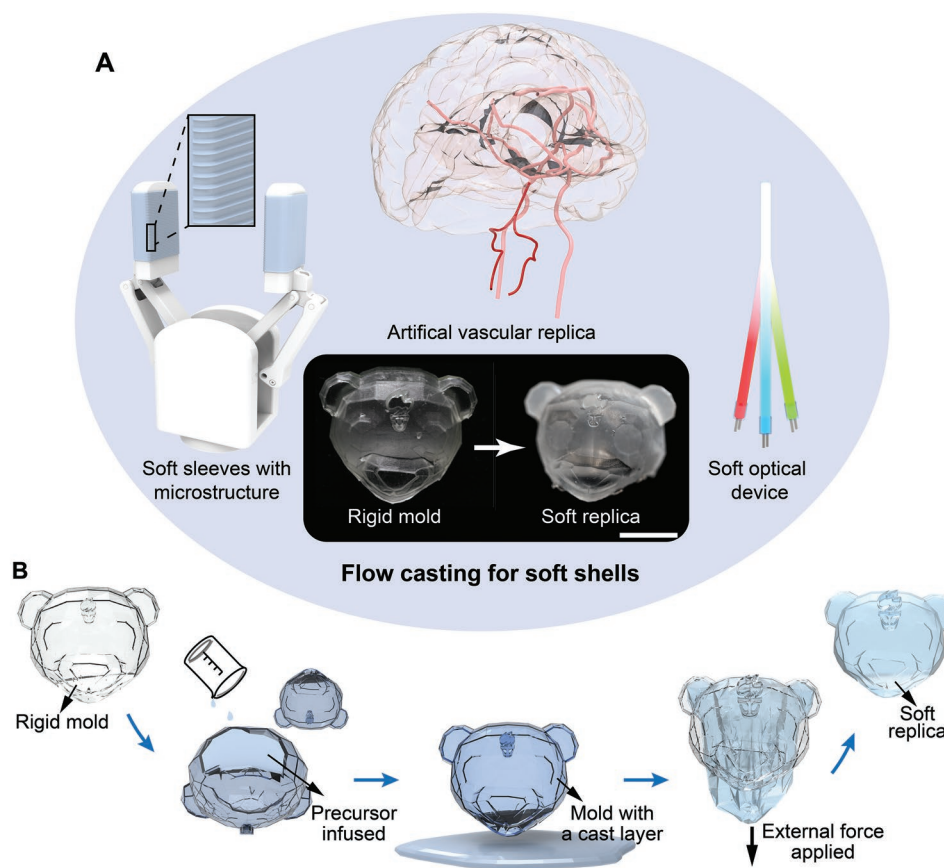 A
Artifical vascular replica
Soft sleeves with
microstructure
Rigid mold
Soft replica
Soft optical
device
Flow casting for soft shells
B
Rigid mold
Precursor
infused
Mold with
a cast layer
External force
applied
Soft
replica